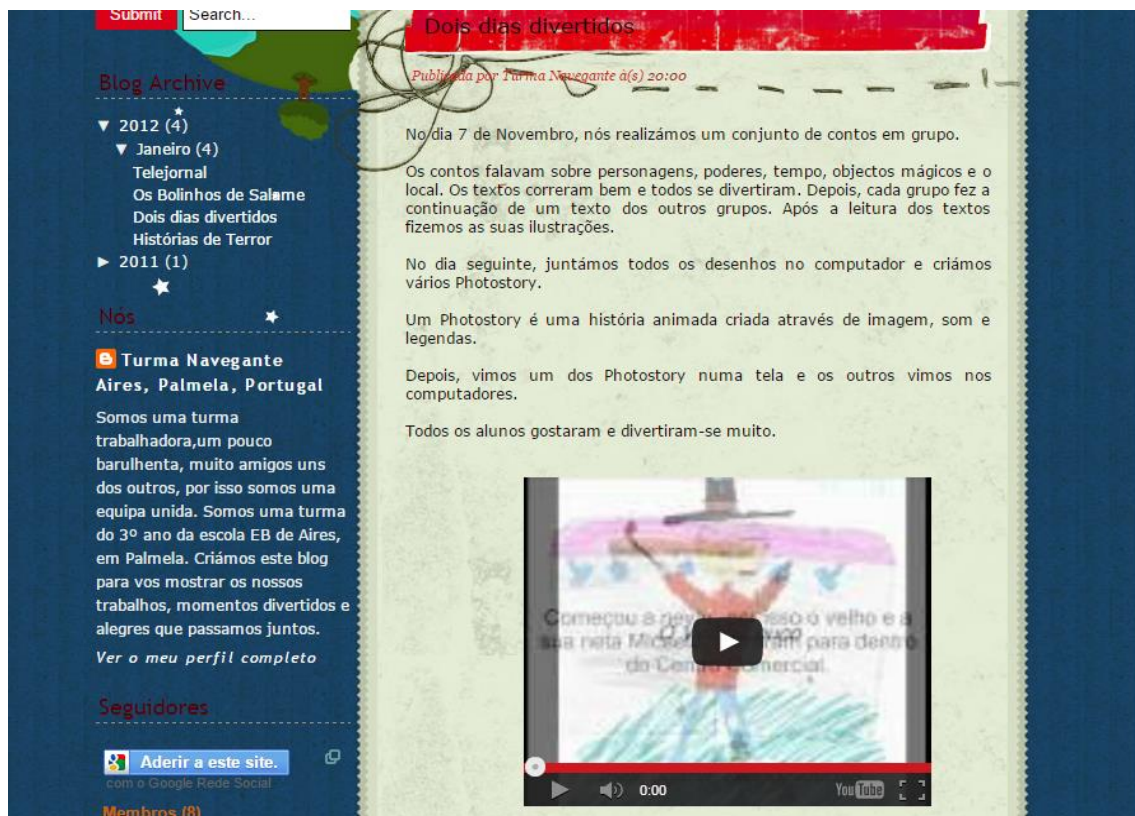 Submit Search...
Blog Archive
▼ 2012 (4)
▼ Janeiro (4)
Telejornal
Os Bolinhos de Salame
Dois dias divertidos
Histórias de Terror
► 2011 (1)
Nós
Turma Navegante
Aires, Palmela, Portugal
Somos uma turma
trabalhadora,um pouco
barulhenta, muito amigos uns
dos outros, por isso somos uma
equipa unida. Somos uma turma
do 3º ano da escola EB de Aires,
em Palmela. Criámos este blog
para vos mostrar os nossos
trabalhos, momentos divertidos e
alegres que passamos juntos.
Ver o meu perfil completo
Seguidores
Aderir a este site.
com o Google Rede Social
Membros (8)
Dois dias divertidos
Publicada por Turma Navegante à(s) 20:00
No dia 7 de Novembro, nós realizámos um conjunto de contos em grupo.
Os contos falavam sobre personagens, poderes, tempo, objectos mágicos e o
local. Os textos correram bem e todos se divertiram. Depois, cada grupo fez a
continuação de um texto dos outros grupos. Após a leitura dos textos
fizemos as suas ilustrações.
No dia seguinte, juntámos todos os desenhos no computador e criámos
vários Photostory.
Um Photostory é uma história animada criada através de imagem, som e
legendas.
Depois, vimos um dos Photostory numa tela e os outros vimos nos
computadores.
Todos os alunos gostaram e divertiram-se muito.
Começou a o velho e a
sua neta para dentro
do Centro Comercial.
0:00 YouTube